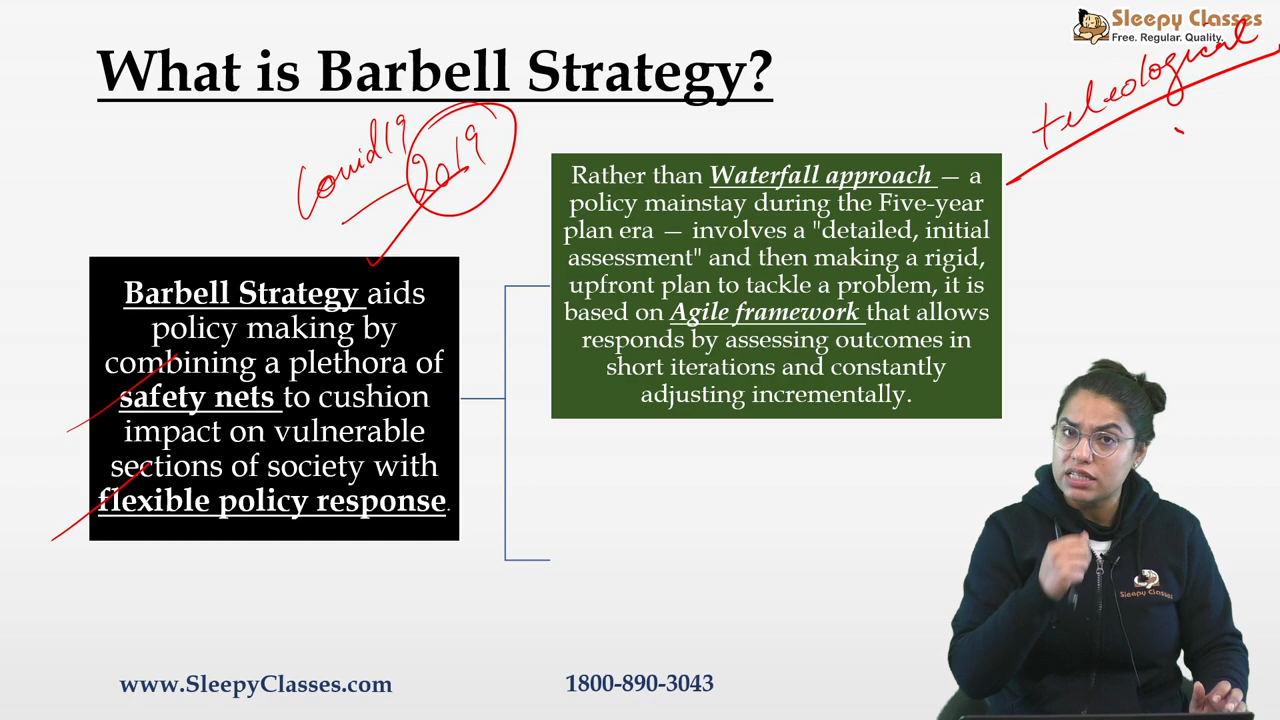 Sleepy Classes
Free. Regular. Quality.
What is Barbell Strategy?
teleological
Covid19
2019
Rather than Waterfall approach — a
policy mainstay during the Five-year
plan era — involves a "detailed, initial
assessment" and then making a rigid,
upfront plan to tackle a problem, it is
based on Agile framework that allows
responds by assessing outcomes in
short iterations and constantly
adjusting incrementally.
Barbell Strategy aids
policy making by
combining a plethora of
safety nets to cushion
impact on vulnerable
sections of society with
flexible policy response.
Sleepy Classes
www.SleepyClasses.com
1800-890-3043